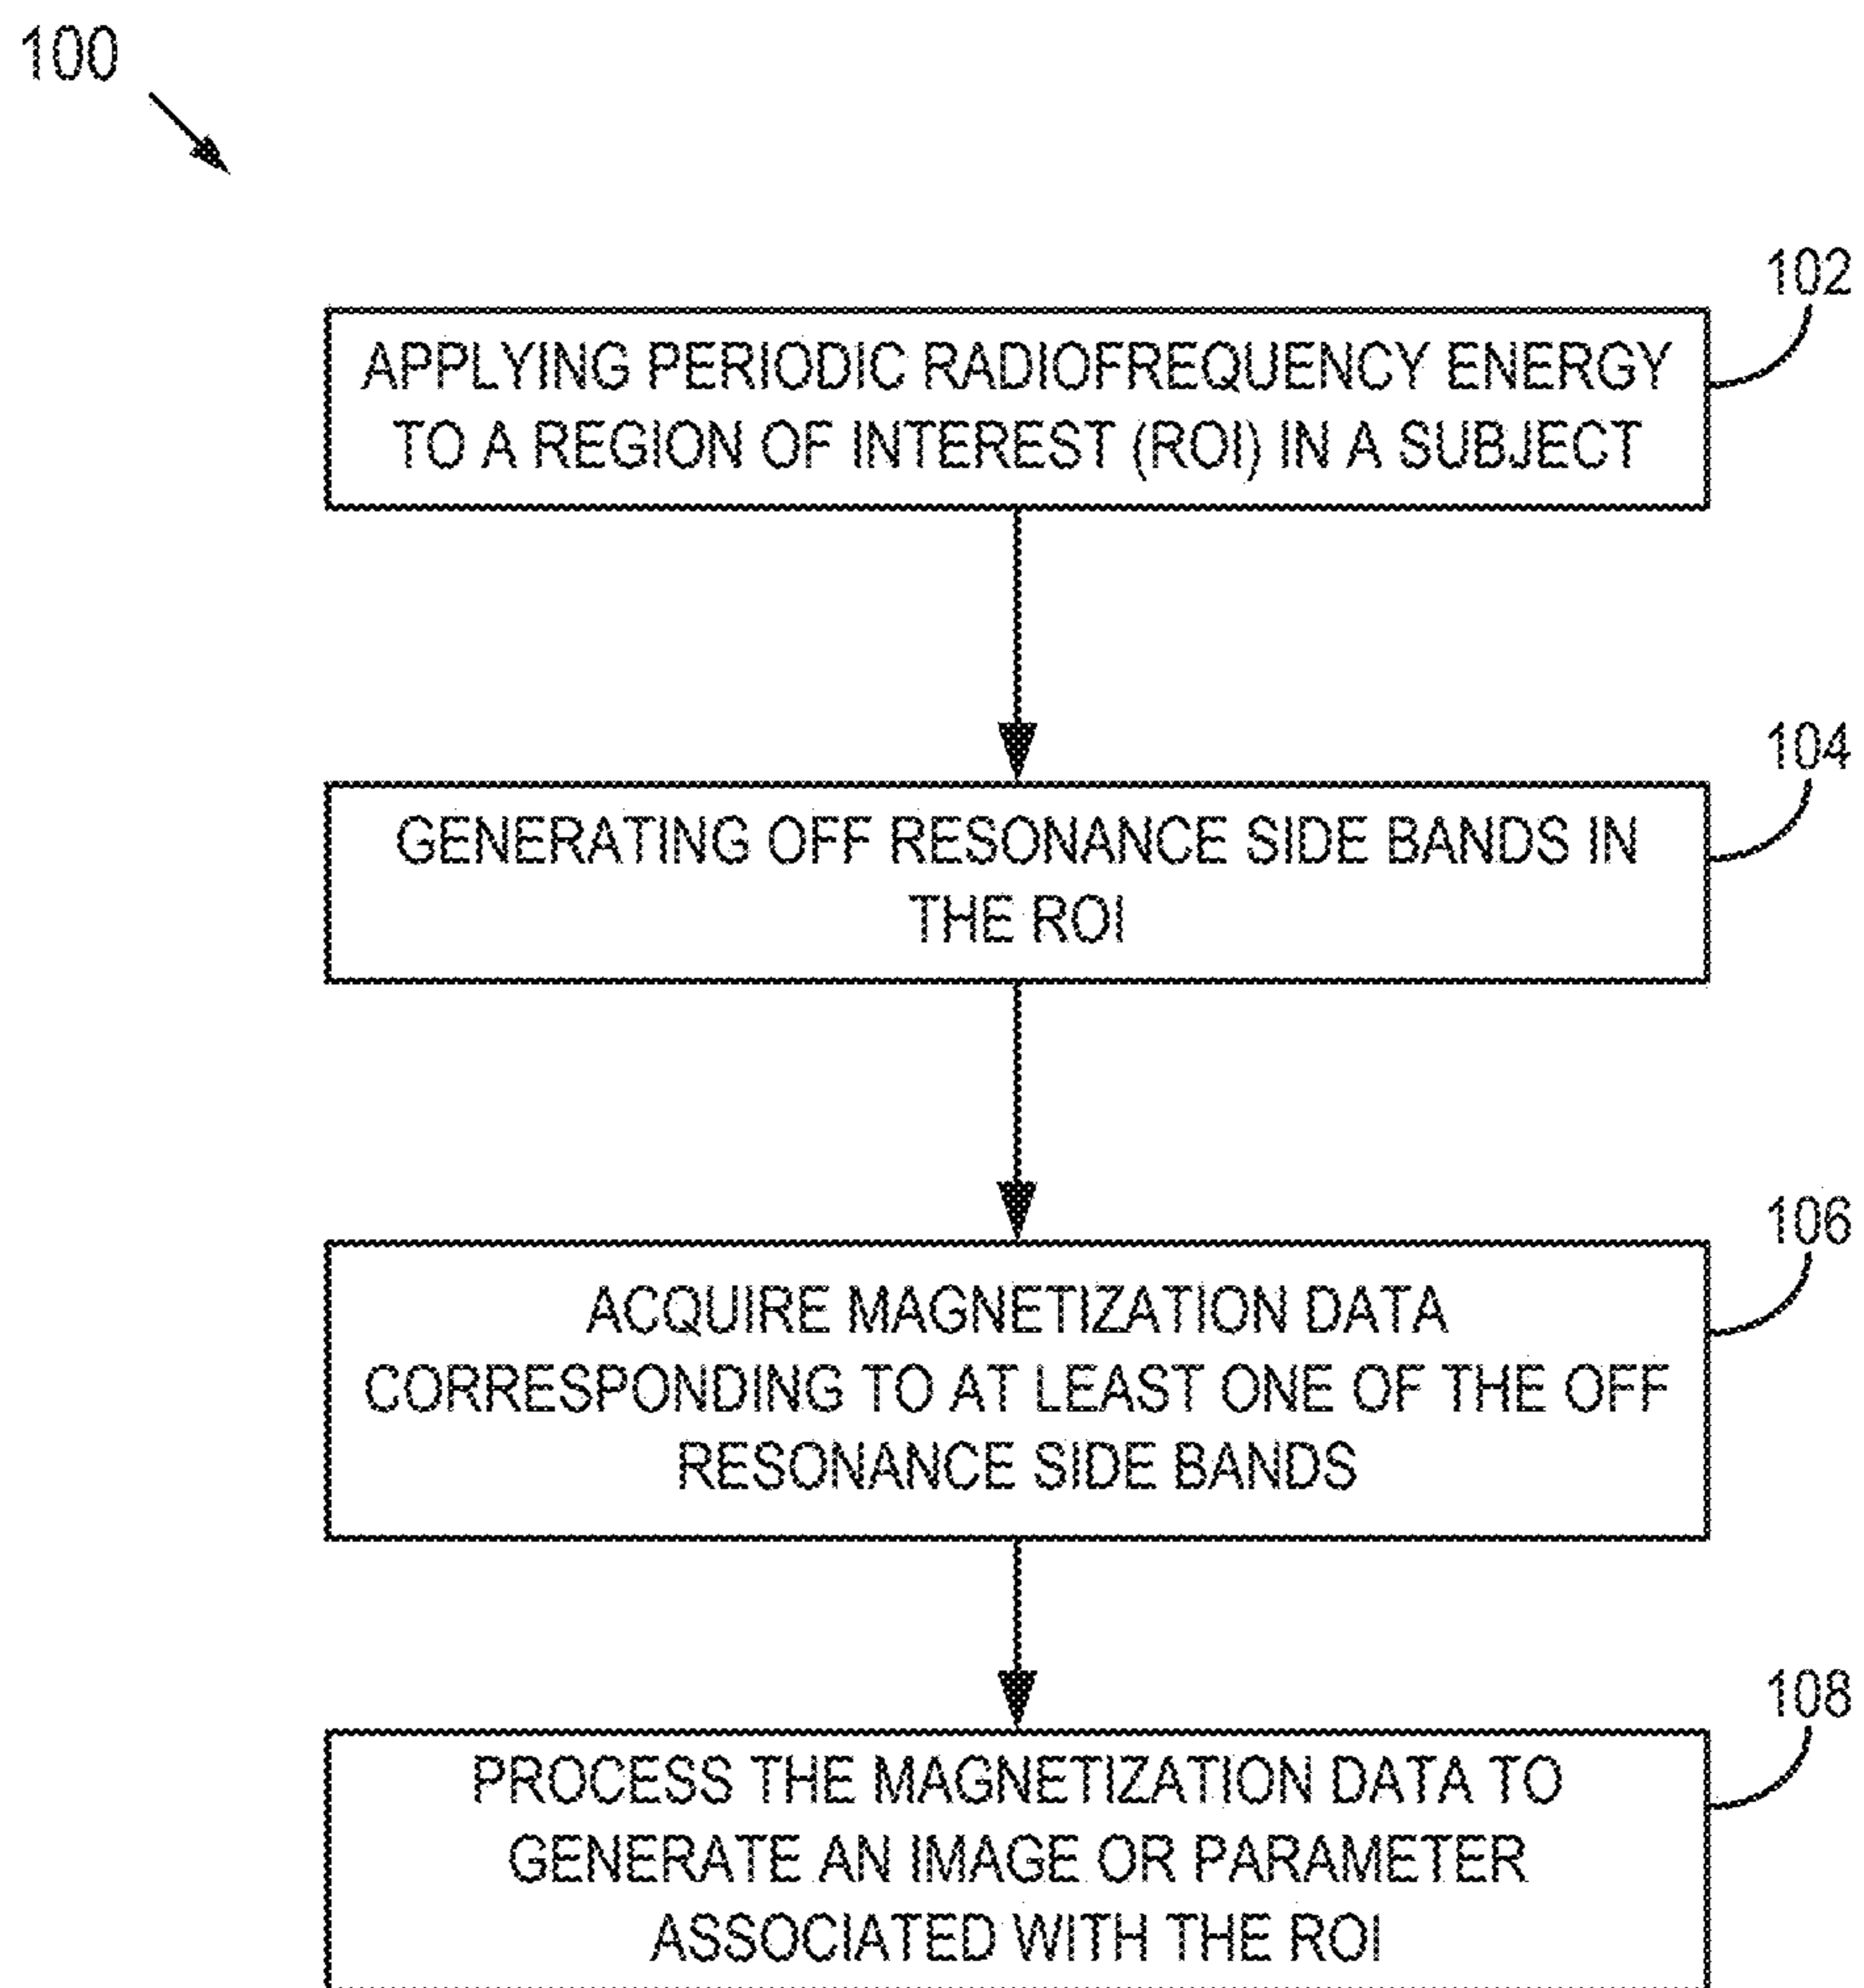 100
102
APPLYING PERIODIC RADIOFREQUENCY ENERGY
TO A REGION OF INTEREST (ROI) IN A SUBJECT
104
GENERATING OFF RESONANCE SIDE BANDS IN
THE ROI
106
ACQUIRE MAGNETIZATION DATA
CORRESPONDING TO AT LEAST ONE OF THE OFF
RESONANCE SIDE BANDS
108
PROCESS THE MAGNETIZATION DATA TO
GENERATE AN IMAGE OR PARAMETER
ASSOCIATED WITH THE ROI